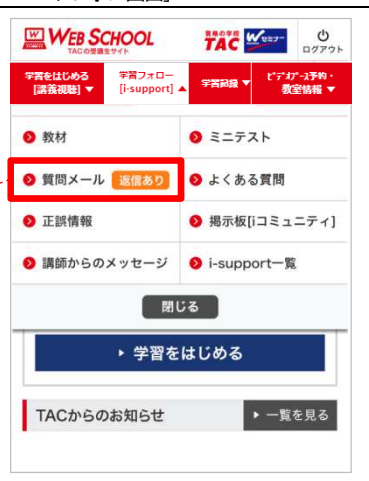 WEB SCHOOL
TACの受講生サイト
資格の学校
TAC
Wセミナー
ログアウト
学習をはじめる
[講義視聴] ▼
学習フォロー
[i-support] ▲
学習記録 ▼
ﾋﾞﾃﾞｵﾌﾞｰｽ予約・
教室情報 ▼
教材
ミニテスト
質問メール 返信あり
よくある質問
正誤情報
掲示板[iコミュニティ]
講師からのメッセージ
i-support一覧
閉じる
学習をはじめる
TACからのお知らせ
一覧を見る